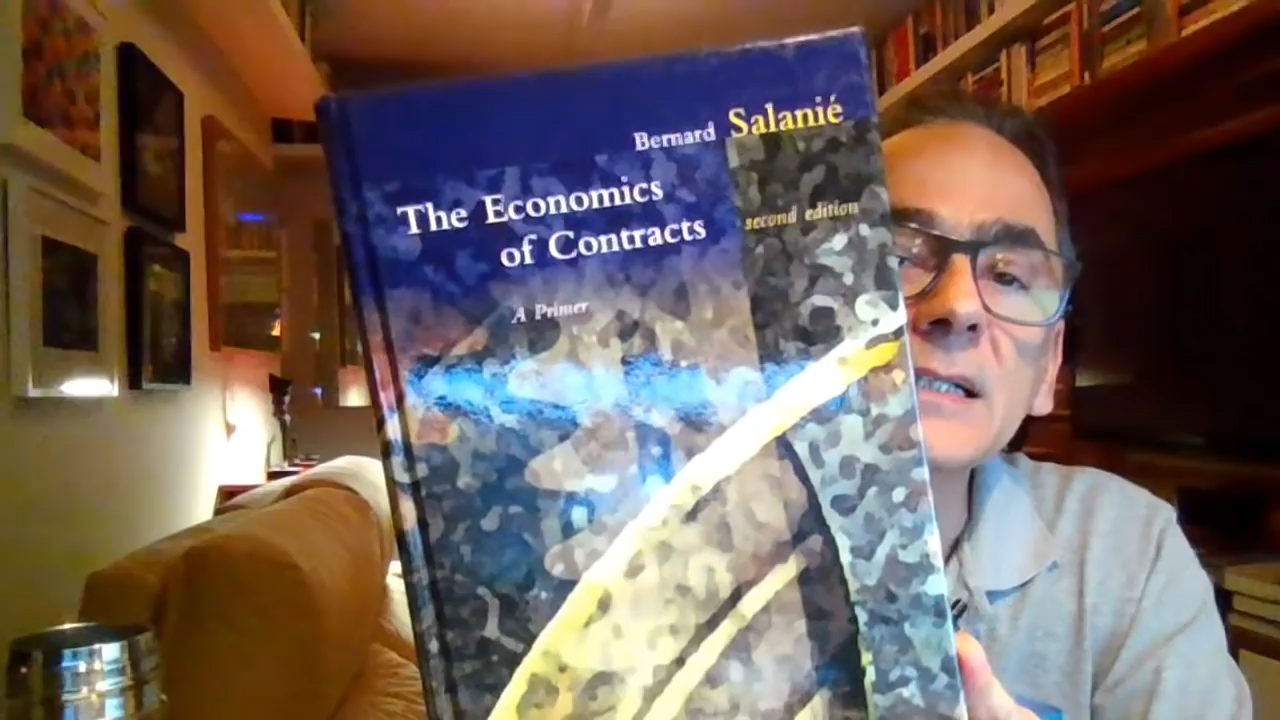 Bernard Salanié
The Economics
of Contracts
second edition
A Primer